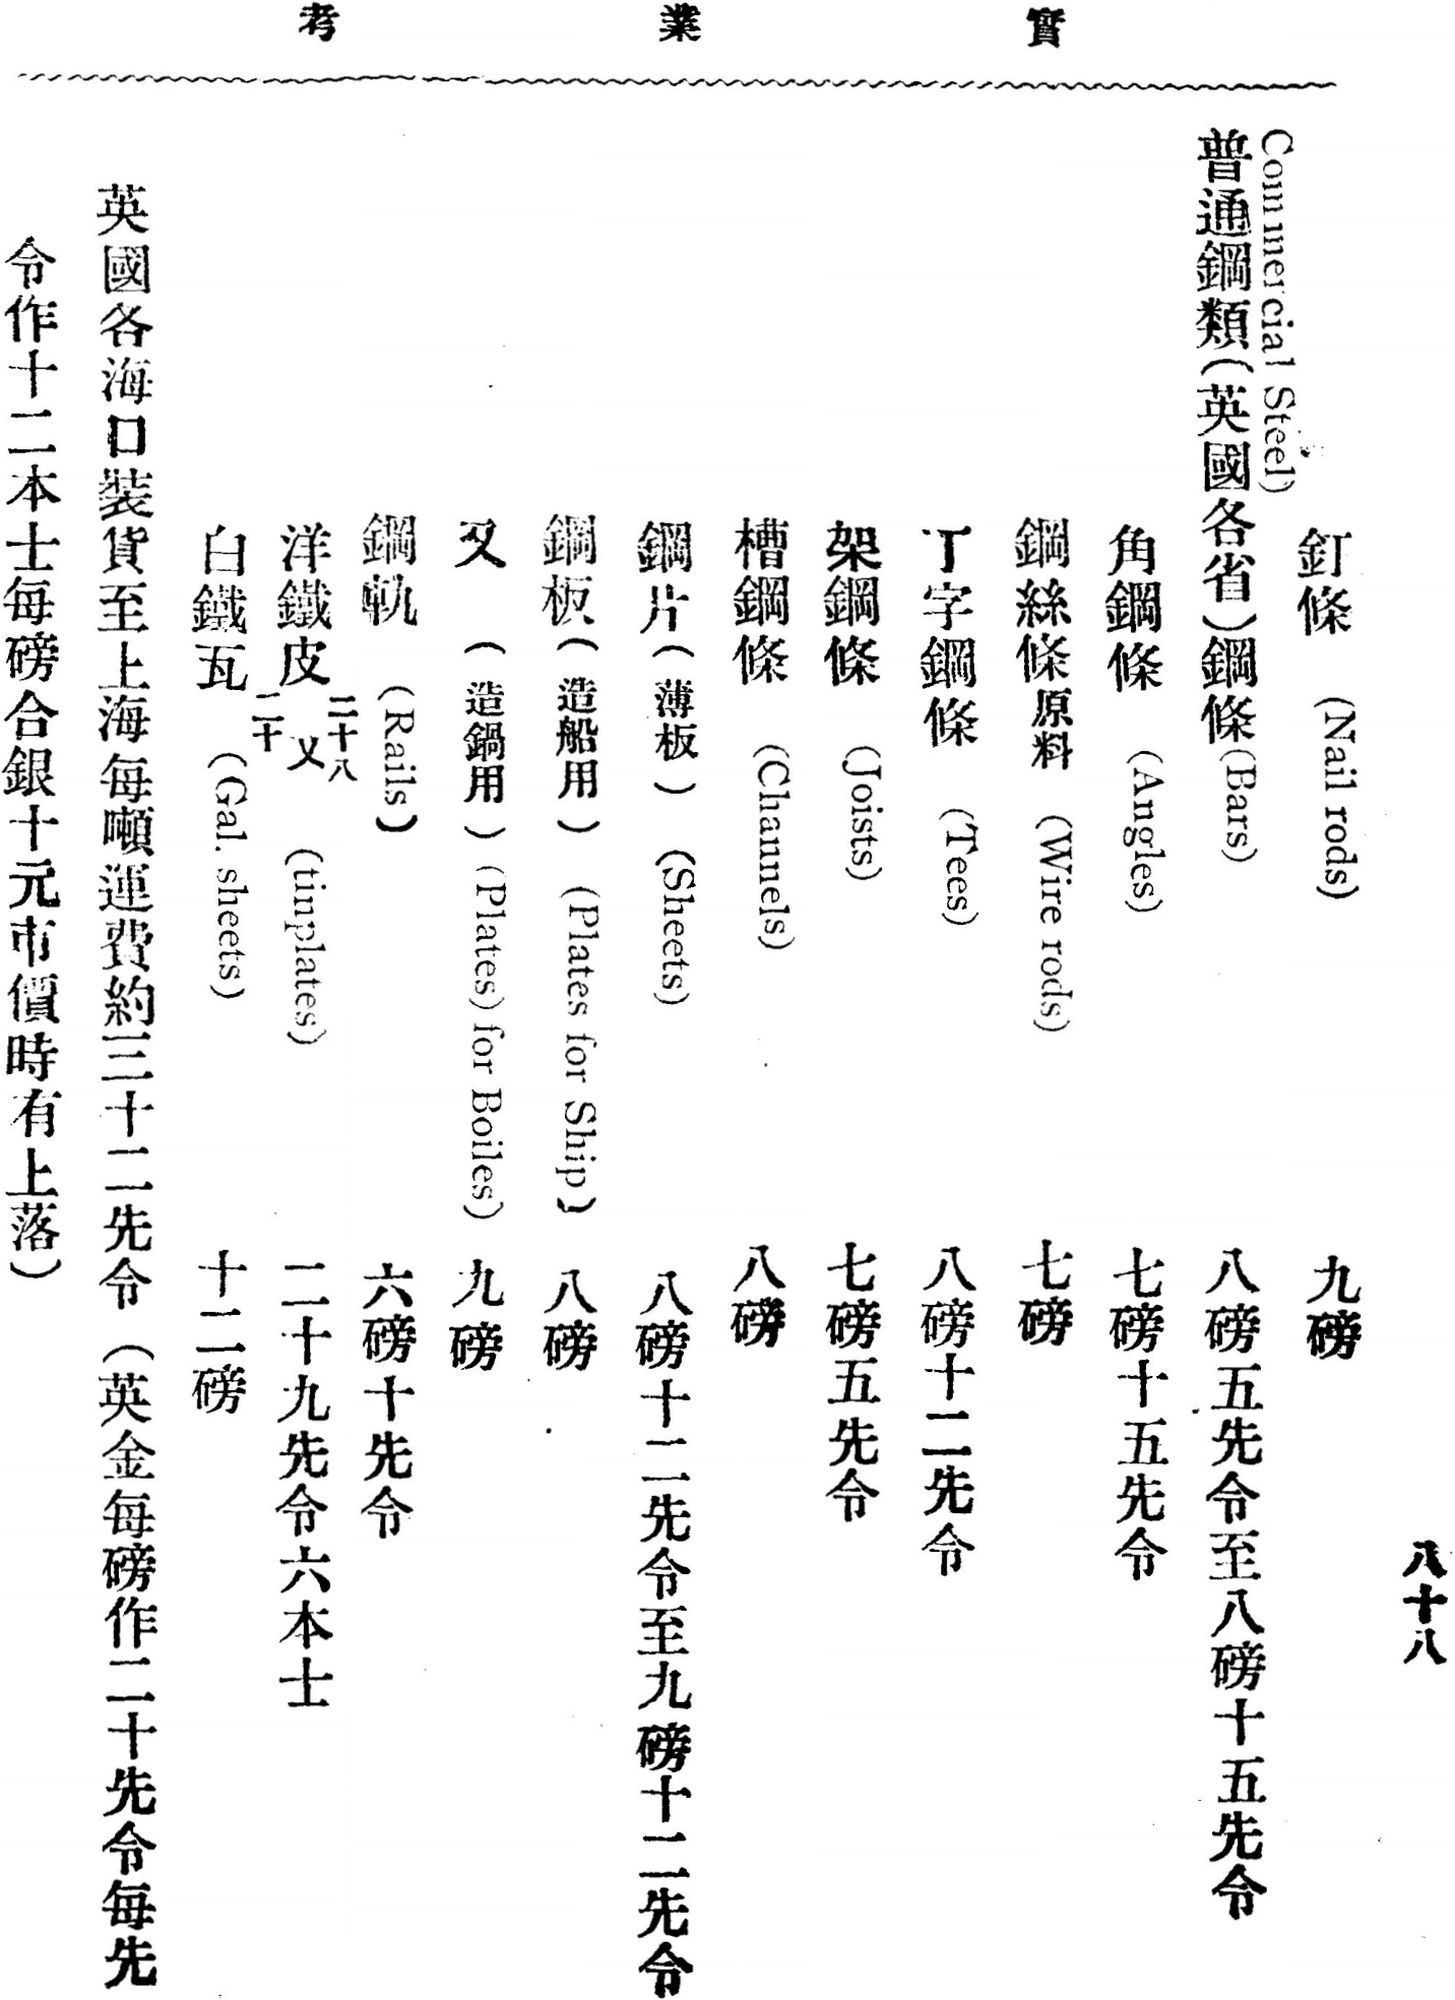 實業考
八十八
釘條 (Nail rods) 九磅
Commercial Steel)
普通鋼類(英國各省)鋼條(Bars) 八磅五先令至八磅十五先令
角鋼條 (Angles) 七磅十五先令
鋼絲條原料 (Wire rods) 七磅
丁字鋼條 (Tees) 八磅十二先令
架鋼條 (Joists) 七磅五先令
槽鋼條 (Channels) 八磅
鋼片(薄板) (Sheets) 八磅十二先令至九磅十二先令
鋼板(造船用) (Plates for Ship) 八磅
又 (造鍋用) (Plates) for Boiles) 九磅
鋼軌 (Rails) 六磅十先令
洋鐵皮 二十八又二十 (tinplates) 二十九先令六本士
白鐵瓦 (Gal. sheets) 十二磅
英國各海口裝貨至上海每噸運費約三十二先令(英金每磅作二十先令每先
令作十二本士每磅合銀十元市價時有上落)